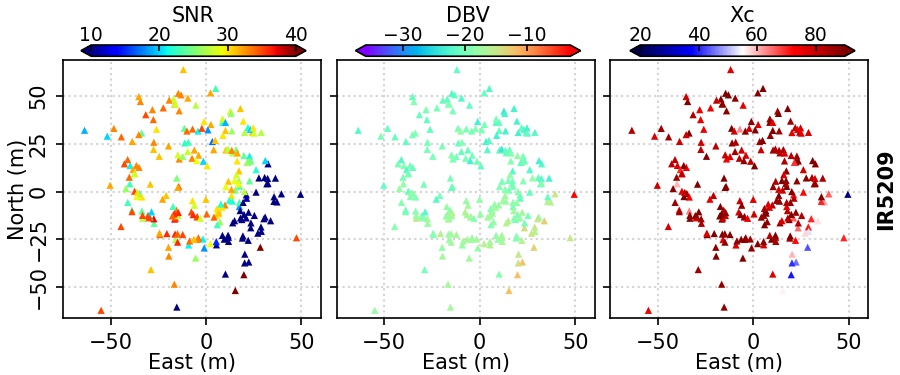 SNR DBV Xc
10 20 30 40 −30 −20 −10 20 40 60 80
50
25
0
−25
−50
North (m)
−50 0 50 −50 0 50 −50 0 50
East (m) East (m) East (m)
IR5209